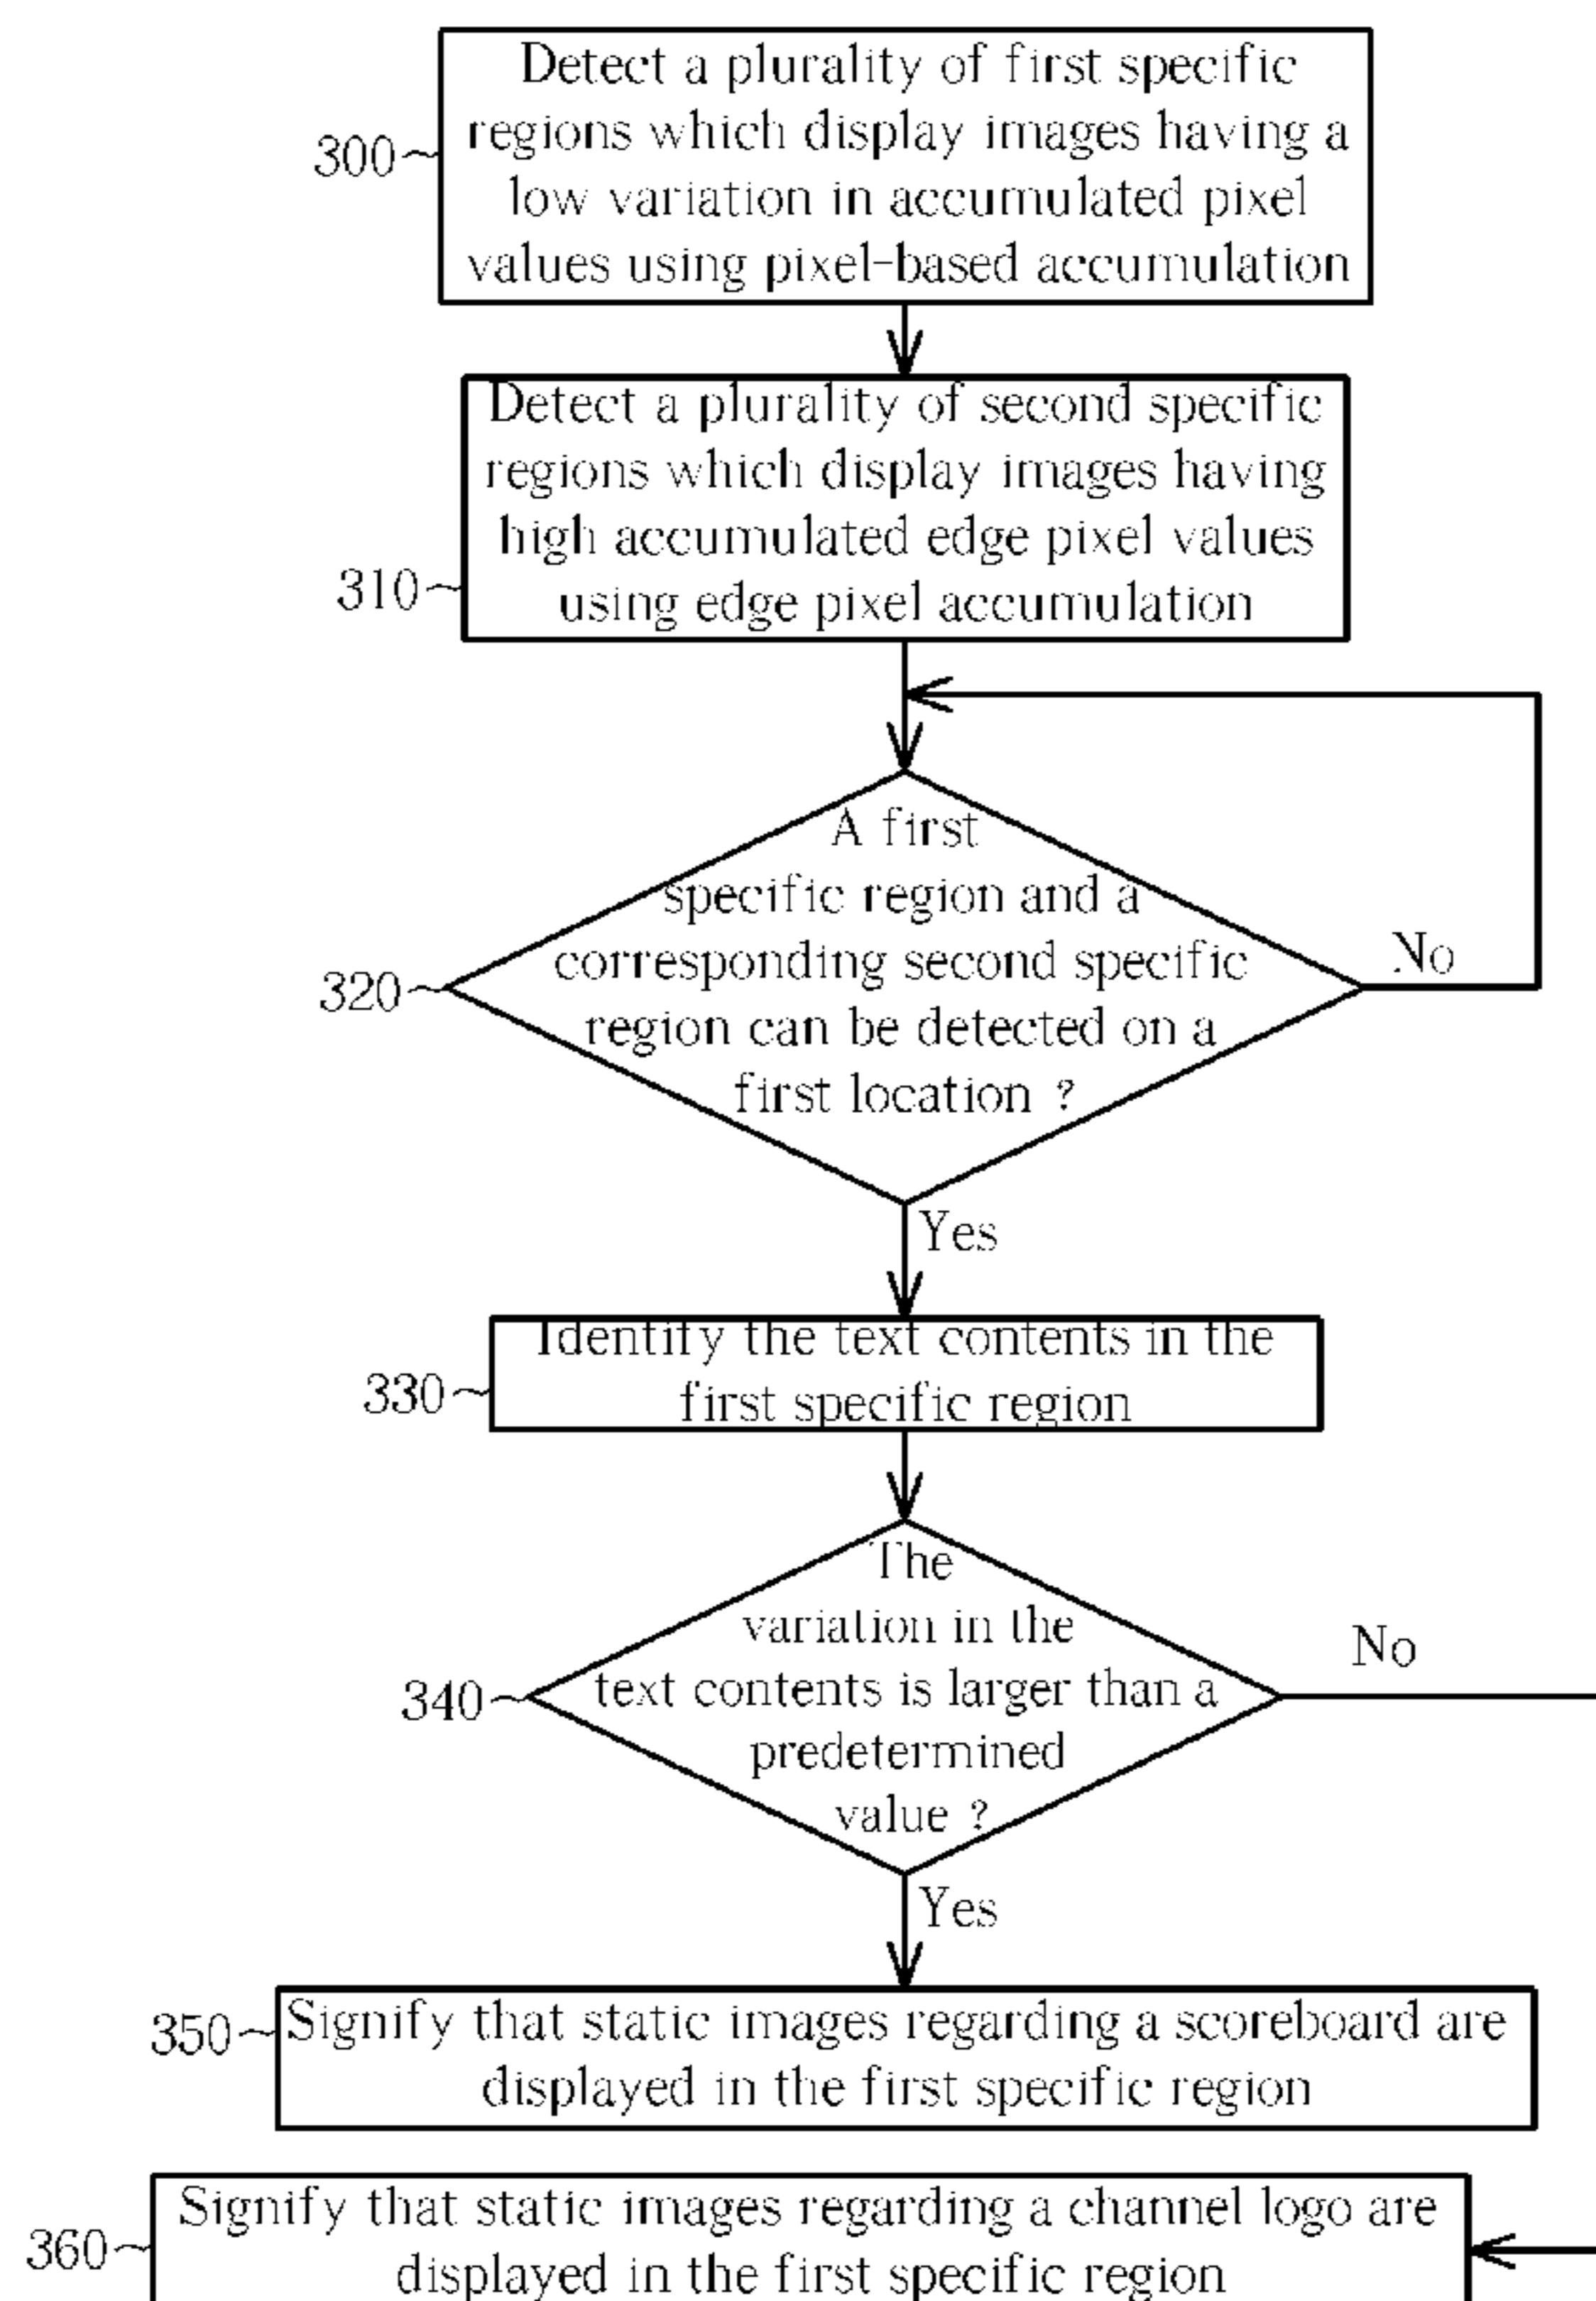 Detect a plurality of first specific
regions which display images having a
low variation in accumulated pixel
values using pixel-based accumulation
300
Detect a plurality of second specific
regions which display images having
high accumulated edge pixel values
using edge pixel accumulation
310
A first
specific region and a
corresponding second specific
region can be detected on a
first location ?
320
No
Yes
Identify the text contents in the
first specific region
330
The
variation in the
text contents is larger than a
predetermined
value ?
340
No
Yes
Signify that static images regarding a scoreboard are
displayed in the first specific region
350
Signify that static images regarding a channel logo are
displayed in the first specific region
360